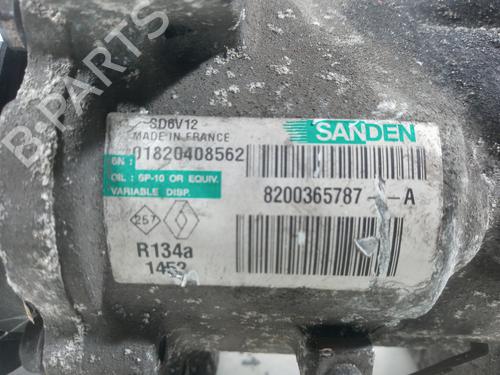 B-PARTS
SD6V12
MADE IN FRANCE
SANDEN
01820408562
SN:
OIL: SP-10 OR EQUIV.
VARIABLE DISP.
8200365787 --A
257
R134a
1452